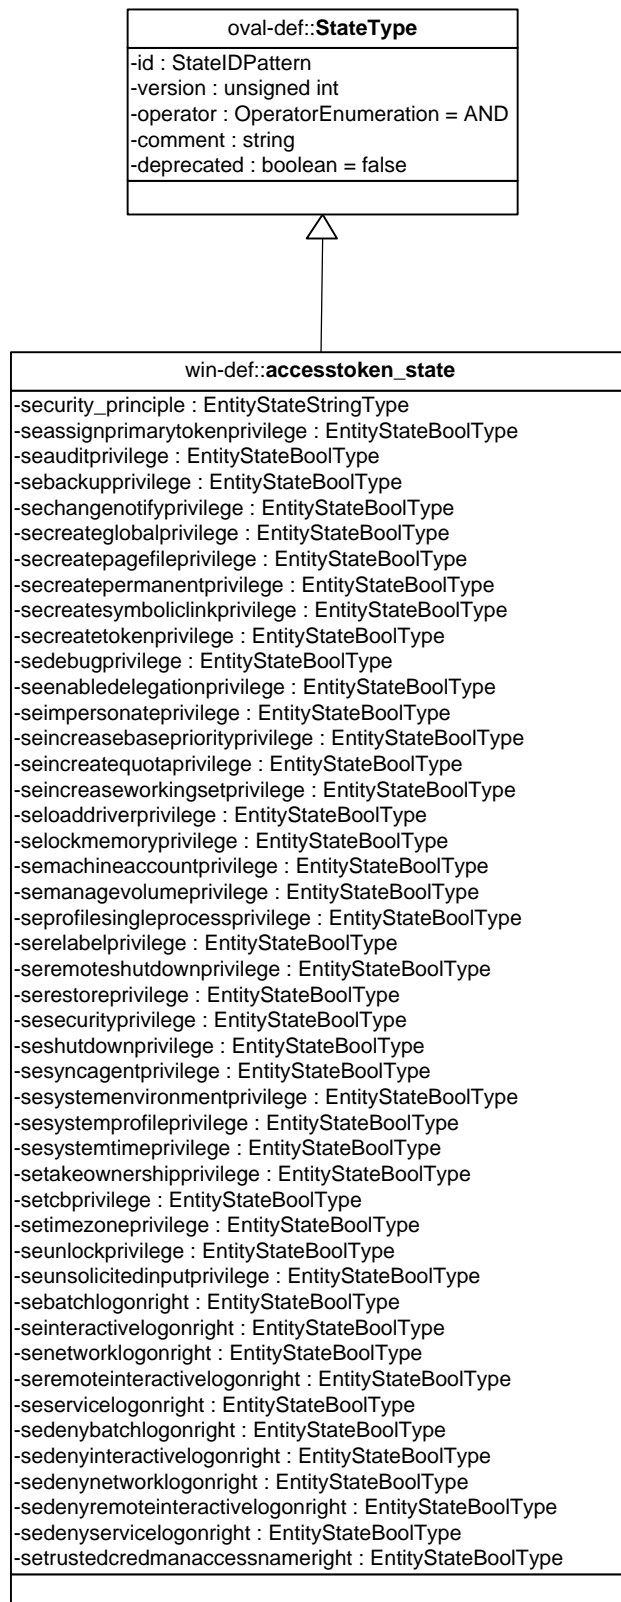 oval-def::StateType
-id : StateIDPattern
-version : unsigned int
-operator : OperatorEnumeration = AND
-comment : string
-deprecated : boolean = false
win-def::accesstoken_state
-security_principle : EntityStateStringType
-seassignprimarytokenprivilege : EntityStateBoolType
-seauditprivilege : EntityStateBoolType
-sebackupprivilege : EntityStateBoolType
-sechangenotifyprivilege : EntityStateBoolType
-secreateglobalprivilege : EntityStateBoolType
-secreatepagefileprivilege : EntityStateBoolType
-secreatepermanentprivilege : EntityStateBoolType
-secreatesymboliclinkprivilege : EntityStateBoolType
-secreatetokenprivilege : EntityStateBoolType
-sedebugprivilege : EntityStateBoolType
-seenabledelegationprivilege : EntityStateBoolType
-seimpersonateprivilege : EntityStateBoolType
-seincreasebasepriorityprivilege : EntityStateBoolType
-seincreatequotaprivilege : EntityStateBoolType
-seincreaseworkingsetprivilege : EntityStateBoolType
-seloaddriverprivilege : EntityStateBoolType
-selockmemoryprivilege : EntityStateBoolType
-semachineaccountprivilege : EntityStateBoolType
-semanagevolumeprivilege : EntityStateBoolType
-seprofilesingleprocessprivilege : EntityStateBoolType
-serelabelprivilege : EntityStateBoolType
-seremoteshutdownprivilege : EntityStateBoolType
-serestoreprivilege : EntityStateBoolType
-sesecurityprivilege : EntityStateBoolType
-seshutdownprivilege : EntityStateBoolType
-sesyncagentprivilege : EntityStateBoolType
-sesystemenvironmentprivilege : EntityStateBoolType
-sesystemprofileprivilege : EntityStateBoolType
-sesystemtimeprivilege : EntityStateBoolType
-setakeownershipprivilege : EntityStateBoolType
-setcbprivilege : EntityStateBoolType
-setimezoneprivilege : EntityStateBoolType
-seunlockprivilege : EntityStateBoolType
-seunsolicitedinputprivilege : EntityStateBoolType
-sebatchlogonright : EntityStateBoolType
-seinteractivelogonright : EntityStateBoolType
-senetworklogonright : EntityStateBoolType
-seremoteinteractivelogonright : EntityStateBoolType
-seservicelogonright : EntityStateBoolType
-sedenybatchlogonright : EntityStateBoolType
-sedenyinteractivelogonright : EntityStateBoolType
-sedenynetworklogonright : EntityStateBoolType
-sedenyremoteinteractivelogonright : EntityStateBoolType
-sedenyservicelogonright : EntityStateBoolType
-setrustedcredmanaccessnameright : EntityStateBoolType